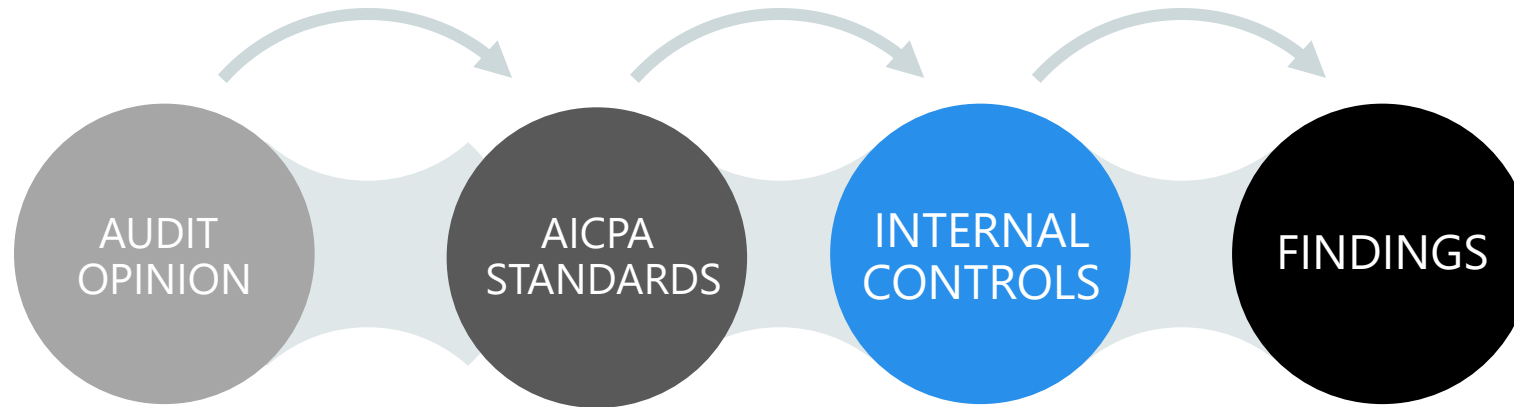 AUDIT
OPINION
AICPA
STANDARDS
INTERNAL
CONTROLS
FINDINGS